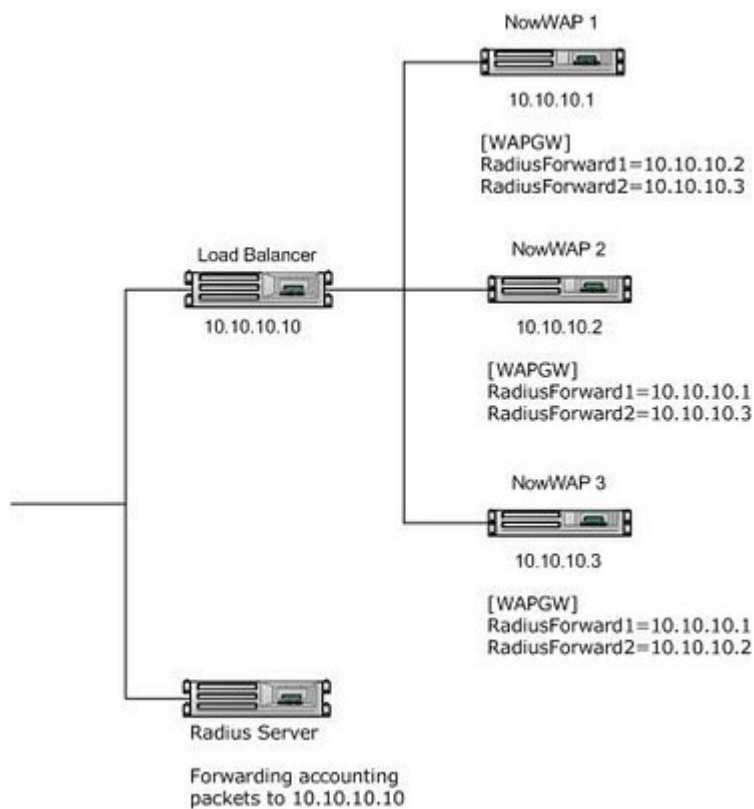 NowWAP 1
10.10.10.1
[WAPGW]
RadiusForward1=10.10.10.2
RadiusForward2=10.10.10.3
Load Balancer
10.10.10.10
NowWAP 2
10.10.10.2
[WAPGW]
RadiusForward1=10.10.10.1
RadiusForward2=10.10.10.3
NowWAP 3
10.10.10.3
[WAPGW]
RadiusForward1=10.10.10.1
RadiusForward2=10.10.10.2
Radius Server
Forwarding accounting
packets to 10.10.10.10